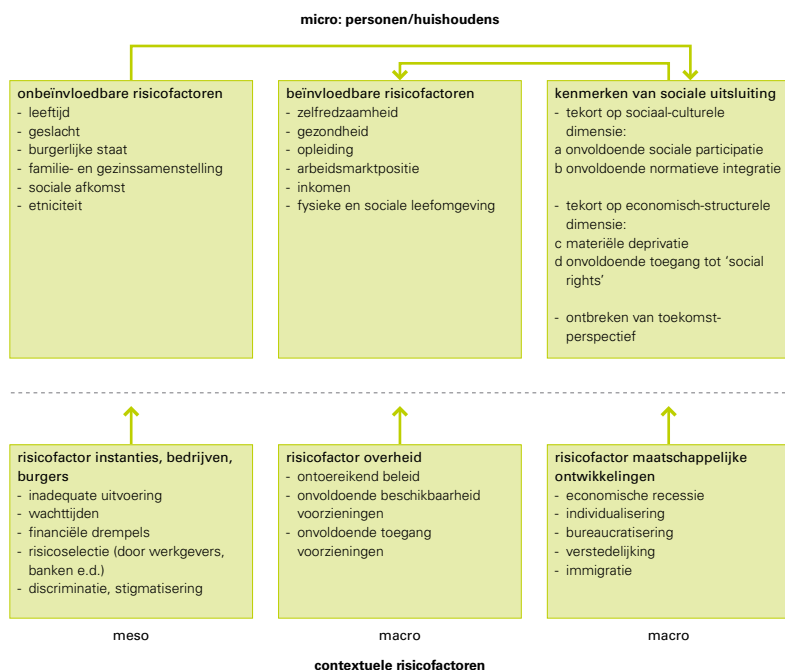 micro: personen/huishoudens
onbeïnvloedbare risicofactoren
- leeftijd
- geslacht
- burgerlijke staat
- familie- en gezinssamenstelling
- sociale afkomst
- etniciteit
beïnvloedbare risicofactoren
- zelfredzaamheid
- gezondheid
- opleiding
- arbeidsmarktpositie
- inkomen
- fysieke en sociale leefomgeving
kenmerken van sociale uitsluiting
- tekort op sociaal-culturele
dimensie:
a onvoldoende sociale participatie
b onvoldoende normatieve integratie
- tekort op economisch-structurele
dimensie:
c materiële deprivatie
d onvoldoende toegang tot ‘social
rights’
- ontbreken van toekomst-
perspectief
risicofactor instanties, bedrijven,
burgers
- inadequate uitvoering
- wachttijden
- financiële drempels
- risicoselectie (door werkgevers,
banken e.d.)
- discriminatie, stigmatisering
meso
risicofactor overheid
- ontoereikend beleid
- onvoldoende beschikbaarheid
voorzieningen
- onvoldoende toegang
voorzieningen
macro
risicofactor maatschappelijke
ontwikkelingen
- economische recessie
- individualisering
- bureaucratisering
- verstedelijking
- immigratie
macro
contextuele risicofactoren